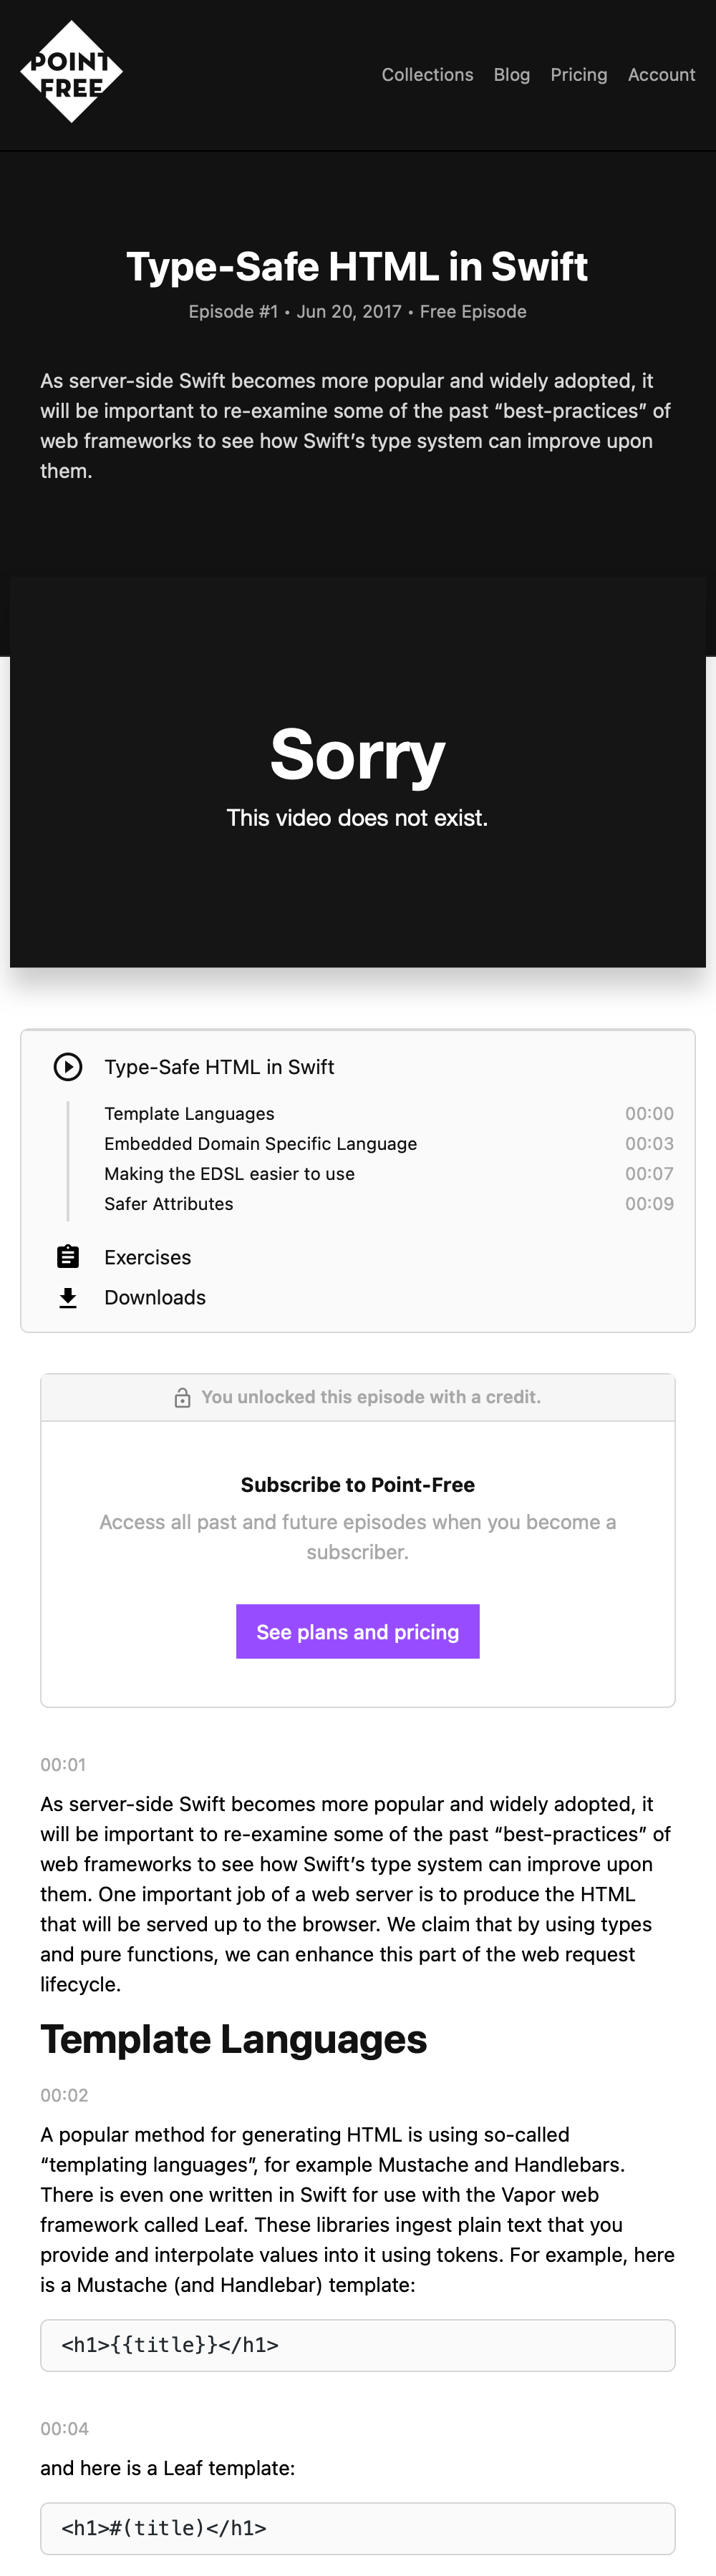 POINT
FREE
Collections Blog Pricing Account
Type-Safe HTML in Swift
Episode #1 • Jun 20, 2017 • Free Episode
As server-side Swift becomes more popular and widely adopted, it
will be important to re-examine some of the past “best-practices” of
web frameworks to see how Swift’s type system can improve upon
them.
Sorry
This video does not exist.
Type-Safe HTML in Swift
Template Languages 00:00
Embedded Domain Specific Language 00:03
Making the EDSL easier to use 00:07
Safer Attributes 00:09
Exercises
Downloads
You unlocked this episode with a credit.
Subscribe to Point-Free
Access all past and future episodes when you become a
subscriber.
See plans and pricing
00:01
As server-side Swift becomes more popular and widely adopted, it
will be important to re-examine some of the past “best-practices” of
web frameworks to see how Swift’s type system can improve upon
them. One important job of a web server is to produce the HTML
that will be served up to the browser. We claim that by using types
and pure functions, we can enhance this part of the web request
lifecycle.
Template Languages
00:02
A popular method for generating HTML is using so-called
“templating languages”, for example Mustache and Handlebars.
There is even one written in Swift for use with the Vapor web
framework called Leaf. These libraries ingest plain text that you
provide and interpolate values into it using tokens. For example, here
is a Mustache (and Handlebar) template:
<h1>{{title}}</h1>
00:04
and here is a Leaf template:
<h1>#(title)</h1>